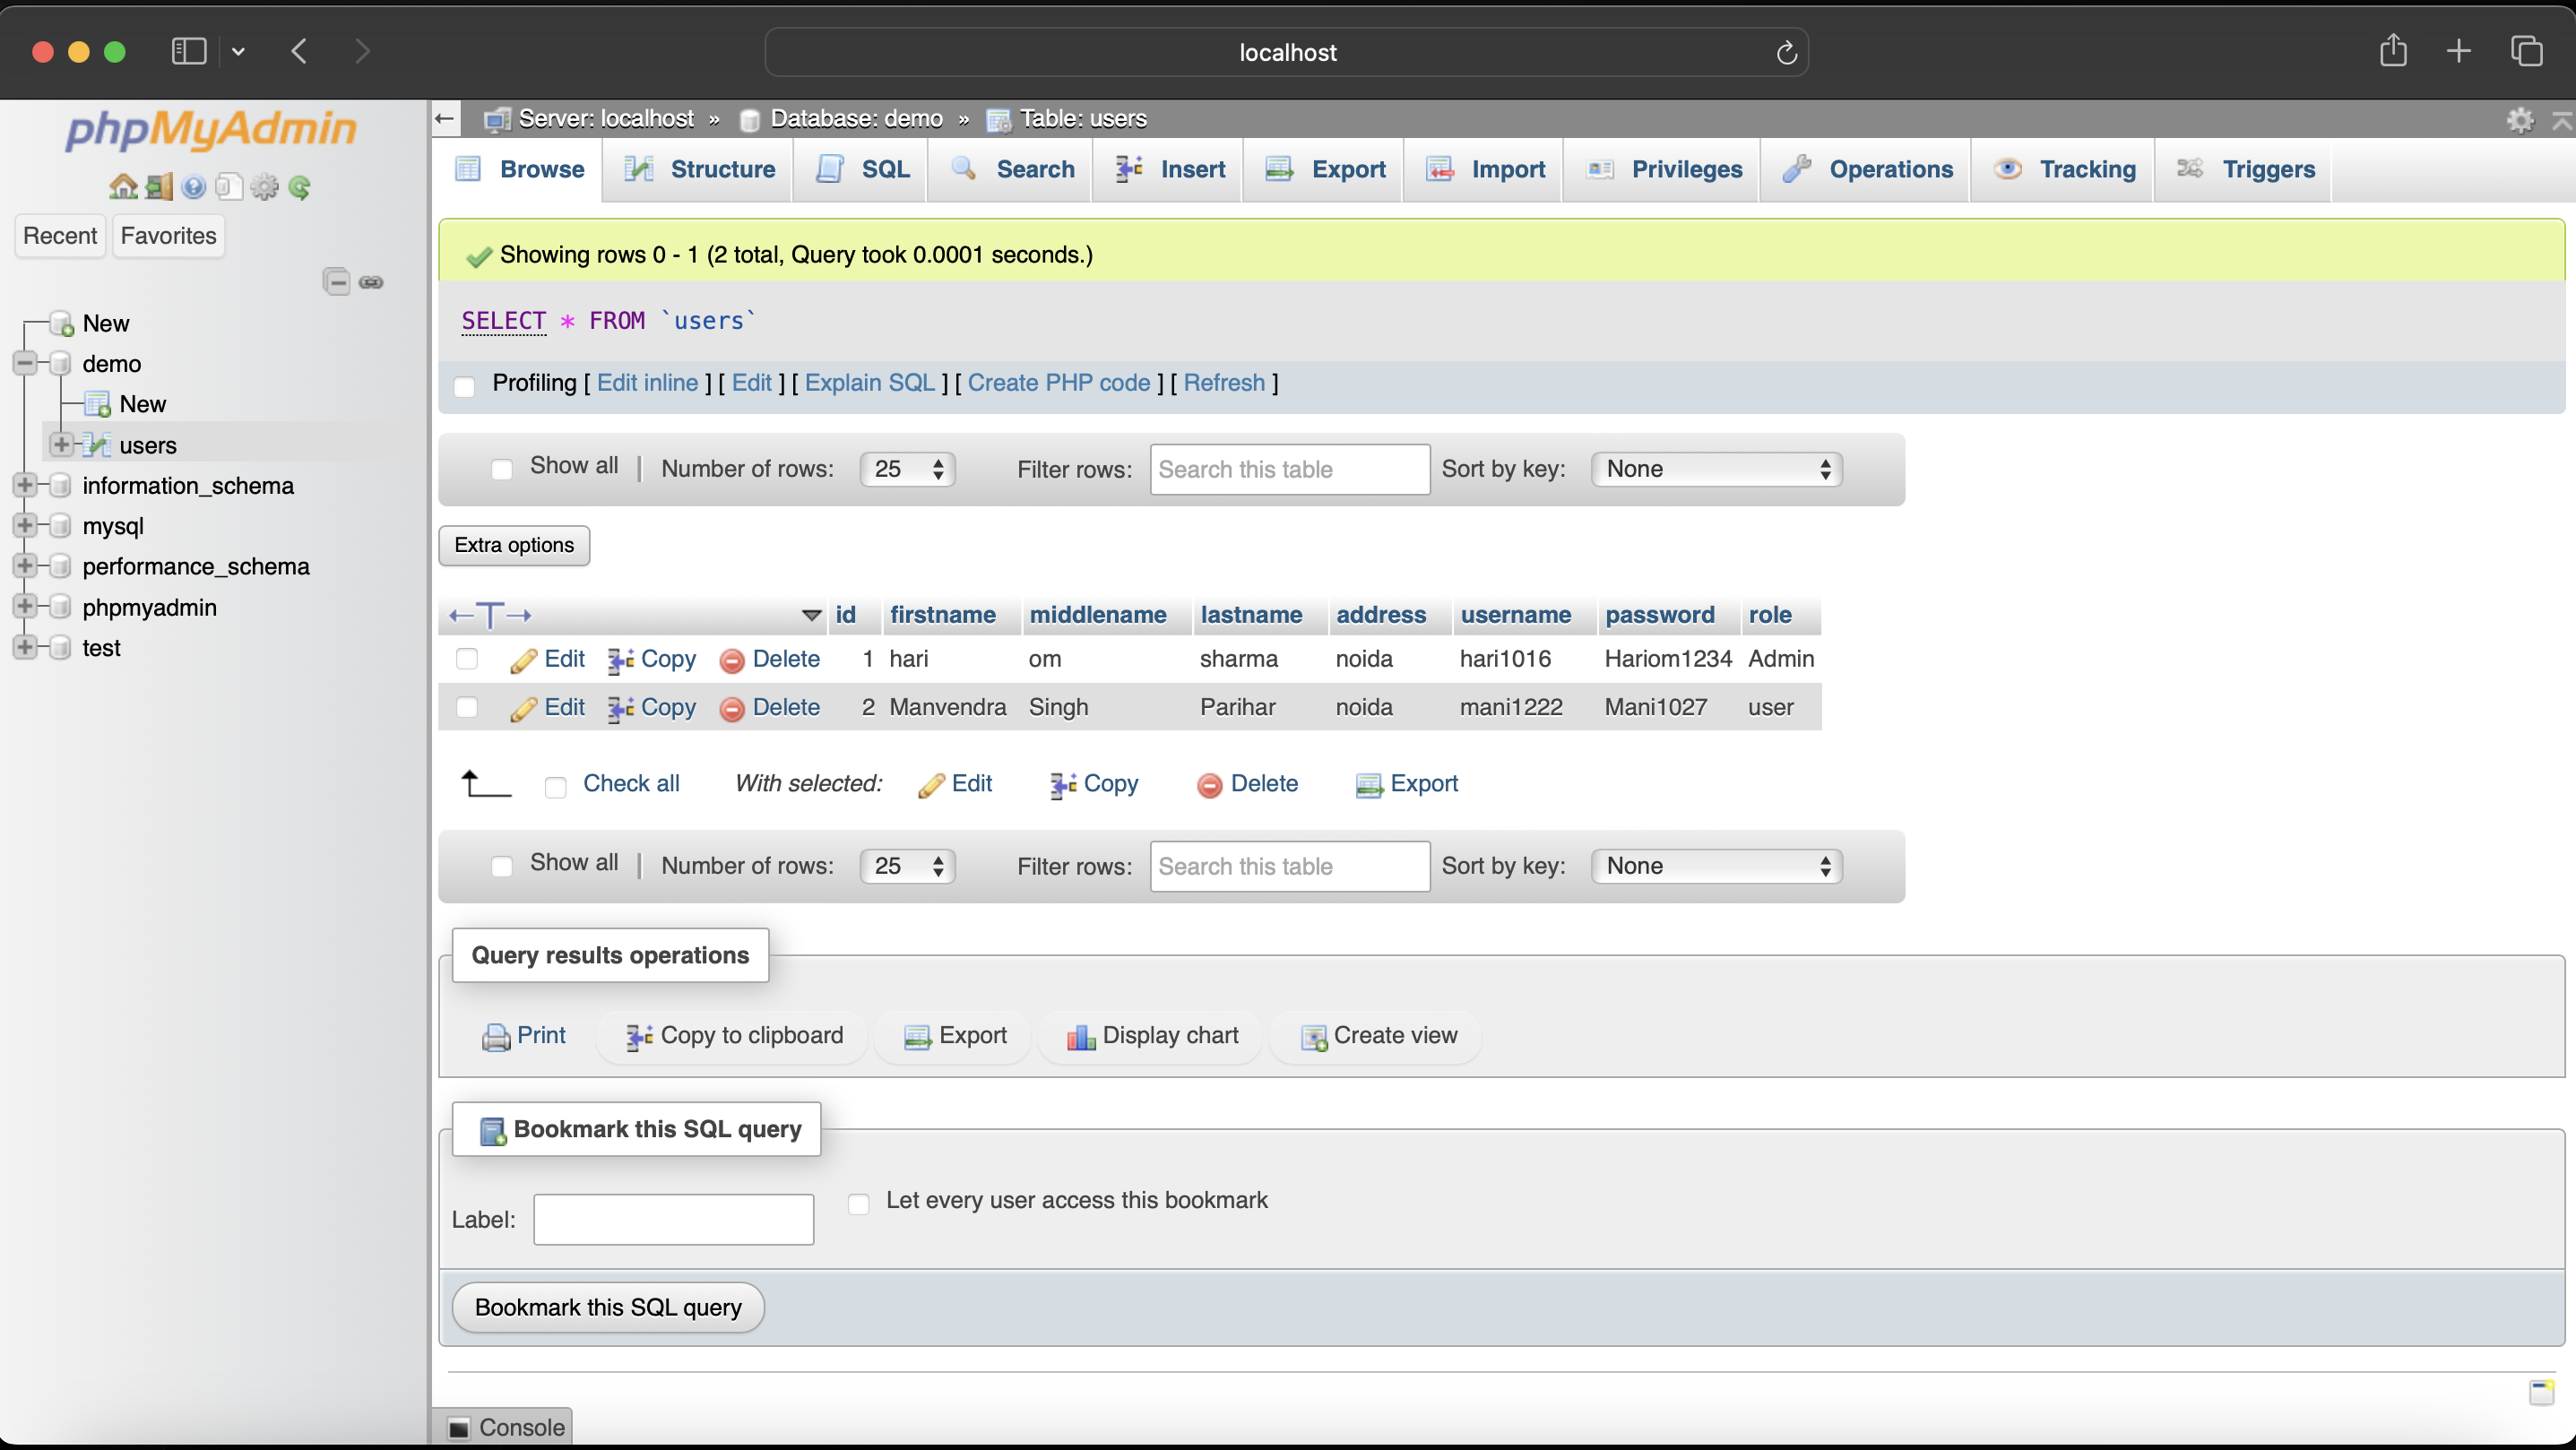 localhost
phpMyAdmin
Recent Favorites
New
demo
New
users
information_schema
mysql
performance_schema
phpmyadmin
test
Server: localhost » Database: demo » Table: users
Browse Structure SQL Search Insert Export Import Privileges Operations Tracking Triggers
Showing rows 0 - 1 (2 total, Query took 0.0001 seconds.)
SELECT * FROM `users`
Profiling [ Edit inline ] [ Edit ] [ Explain SQL ] [ Create PHP code ] [ Refresh ]
Show all | Number of rows: 25 Filter rows: Search this table Sort by key: None
Extra options
←T→ id firstname middlename lastname address username password role
Edit Copy Delete 1 hari om sharma noida hari1016 Hariom1234 Admin
Edit Copy Delete 2 Manvendra Singh Parihar noida mani1222 Mani1027 user
Check all With selected: Edit Copy Delete Export
Show all | Number of rows: 25 Filter rows: Search this table Sort by key: None
Query results operations
Print Copy to clipboard Export Display chart Create view
Bookmark this SQL query
Label: Let every user access this bookmark
Bookmark this SQL query
Console